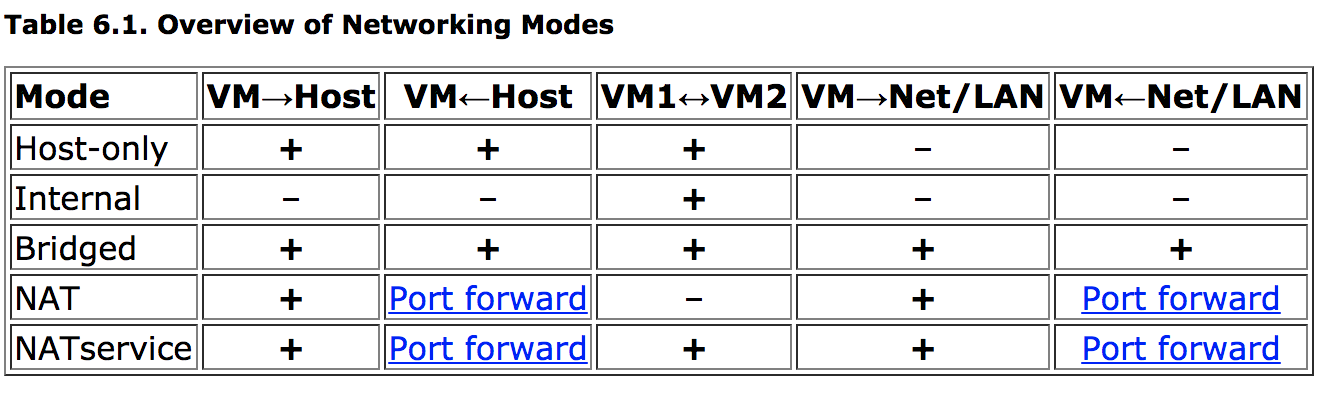 Table 6.1. Overview of Networking Modes
Mode VM→Host VM←Host VM1↔VM2 VM→Net/LAN VM←Net/LAN
Host-only + + + – –
Internal – – + – –
Bridged + + + + +
NAT + Port forward – + Port forward
NATservice + Port forward + + Port forward